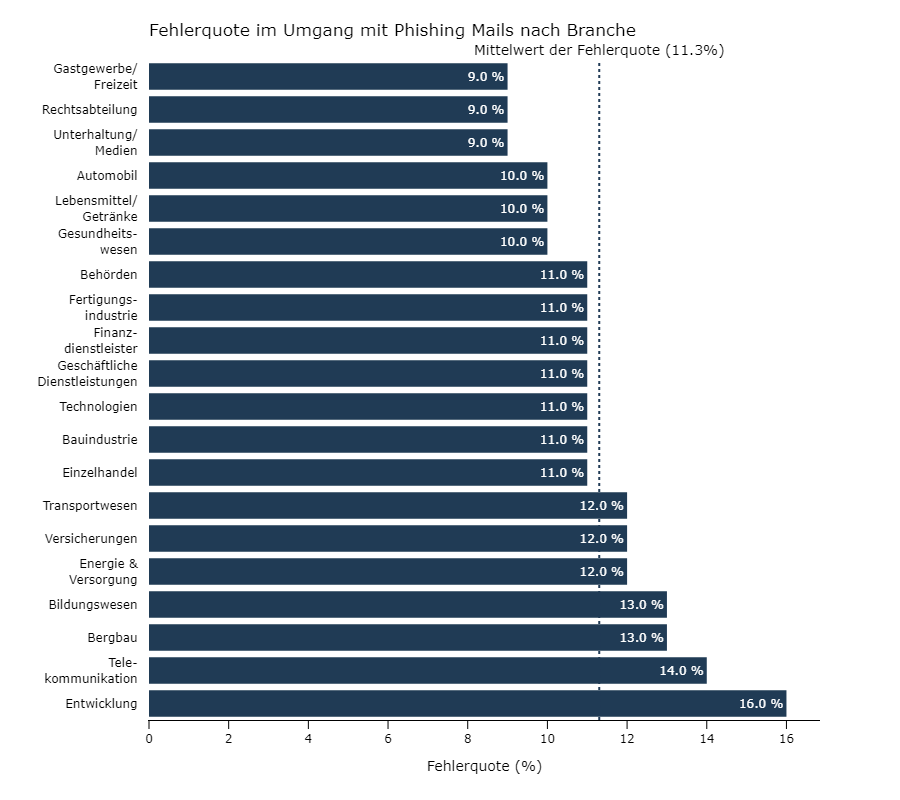 Fehlerquote im Umgang mit Phishing Mails nach Branche
Mittelwert der Fehlerquote (11.3%)
Gastgewerbe/
Freizeit
9.0 %
Rechtsabteilung
9.0 %
Unterhaltung/
Medien
9.0 %
Automobil
10.0 %
Lebensmittel/
Getränke
10.0 %
Gesundheits-
wesen
10.0 %
Behörden
11.0 %
Fertigungs-
industrie
11.0 %
Finanz-
dienstleister
11.0 %
Geschäftliche
Dienstleistungen
11.0 %
Technologien
11.0 %
Bauindustrie
11.0 %
Einzelhandel
11.0 %
Transportwesen
12.0 %
Versicherungen
12.0 %
Energie &
Versorgung
12.0 %
Bildungswesen
13.0 %
Bergbau
13.0 %
Tele-
kommunikation
14.0 %
Entwicklung
16.0 %
0 2 4 6 8 10 12 14 16
Fehlerquote (%)